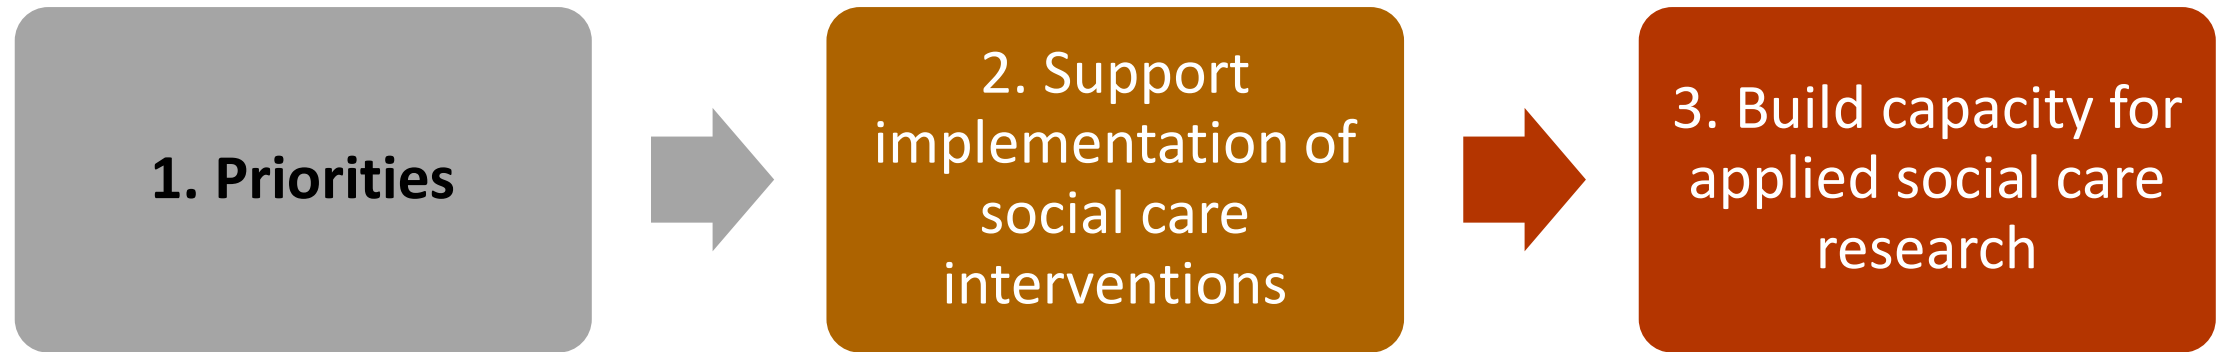 1. Priorities
2. Support
implementation of
social care
interventions
3. Build capacity for
applied social care
research